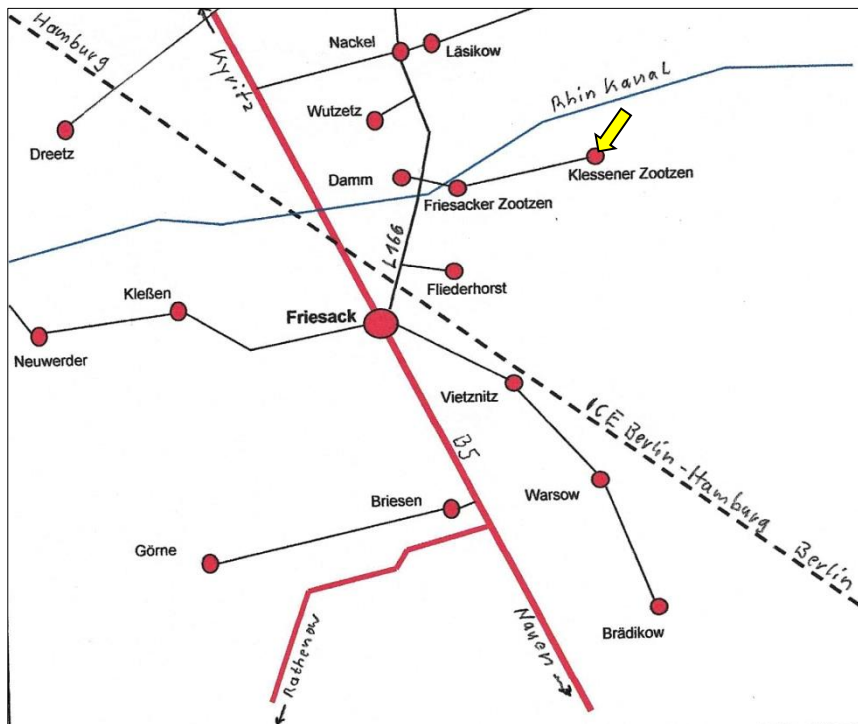 Hamburg
Kyritz
Nackel
Läsikow
Rhin Kanal
Wutzetz
Dreetz
Damm
Klessener Zootzen
Friesacker Zootzen
L166
Fliederhorst
Kleßen
Friesack
Neuwerder
Vietznitz
ICE Berlin-Hamburg
B5
Briesen
Warsow
Görne
Berlin
Brädikow
Rathenow
Nauen